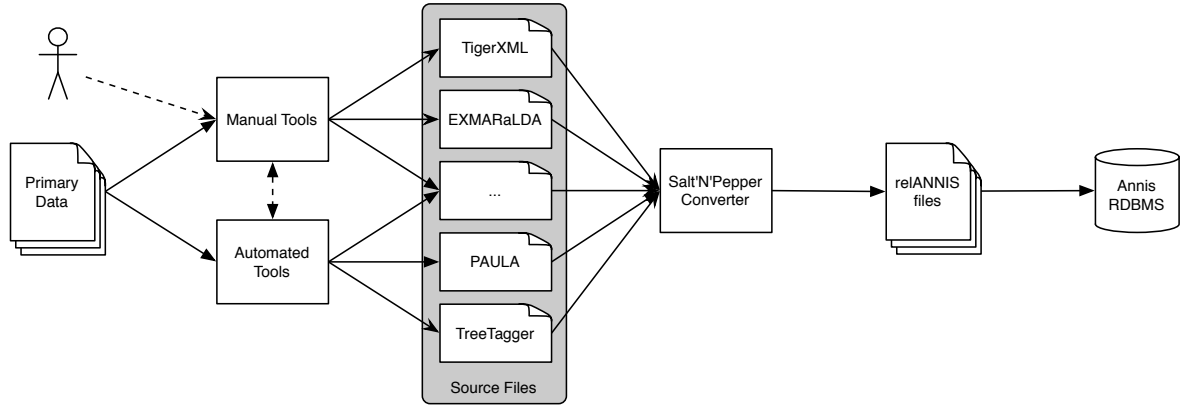 Primary
Data
Manual Tools
Automated
Tools
TigerXML
EXMARaLDA
...
PAULA
TreeTagger
Source Files
Salt'N'Pepper
Converter
relANNIS
files
Annis
RDBMS